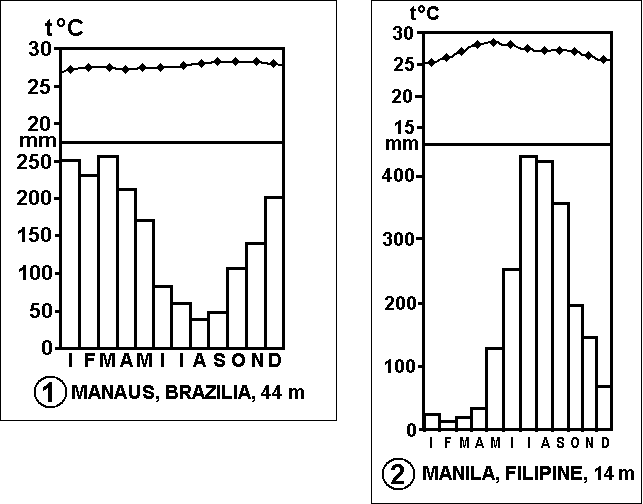 t°C
30
25
20
mm
250
200
150
100
50
0
I F M A M I I A S O N D
1 MANAUS, BRAZILIA, 44 m
t°C
30
25
20
15
mm
400
300
200
100
0
I F M A M I I A S O N D
2 MANILA, FILIPINE, 14 m